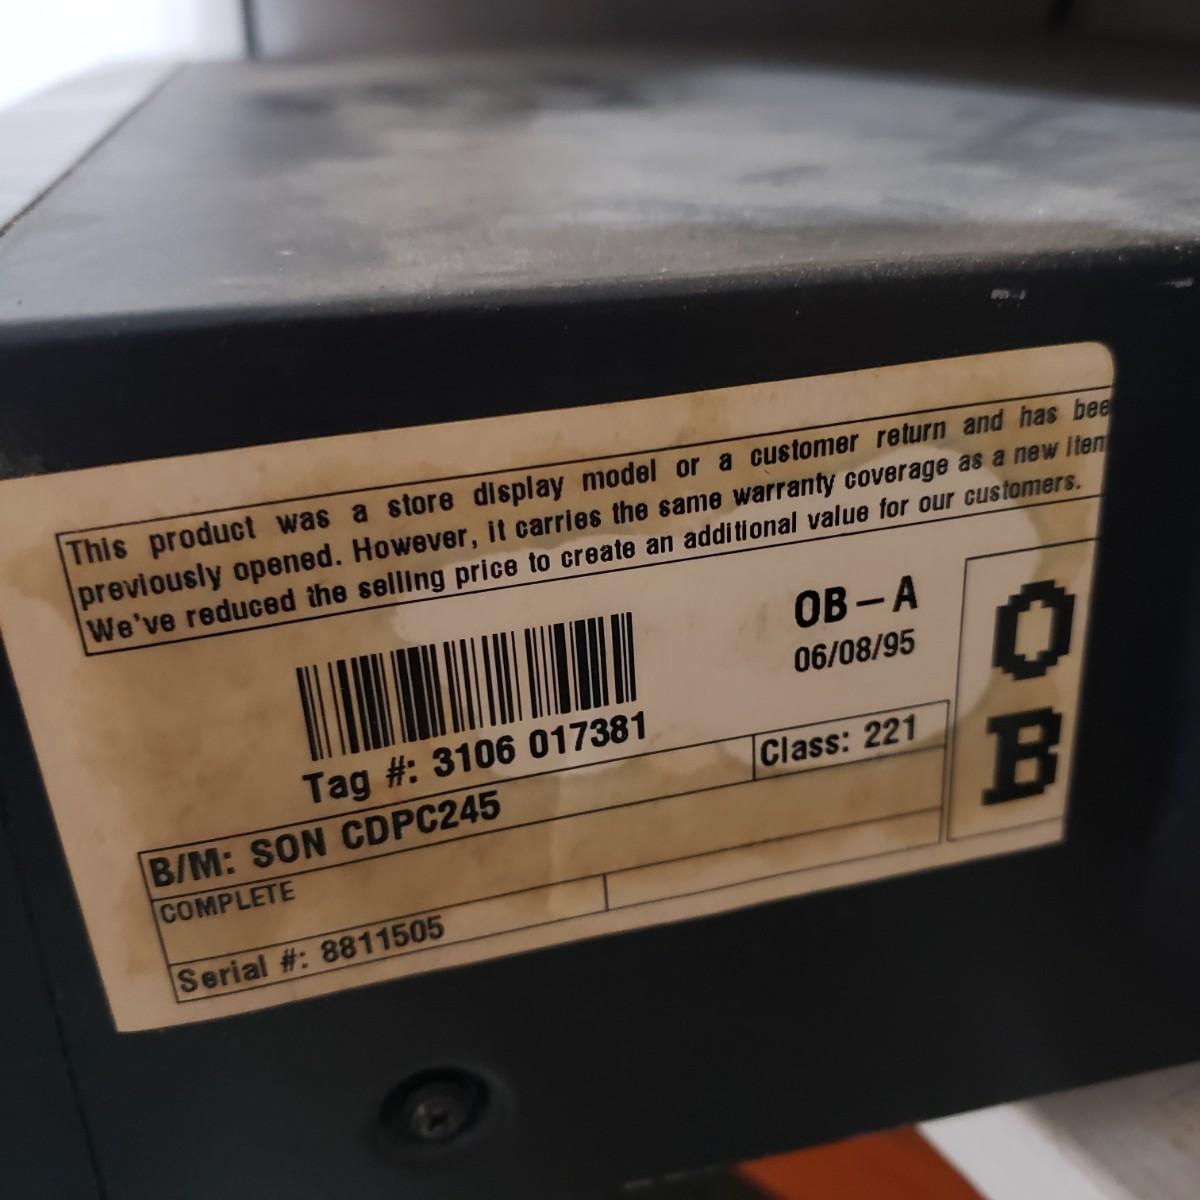 This product was a store display model or a customer return and has bee
previously opened. However, it carries the same warranty coverage as a new item
We've reduced the selling price to create an additional value for our customers.
OB-A
06/08/95
Tag #: 3106 017381
Class: 221
B/M: SON CDPC245
COMPLETE
Serial #: 8811505
O
B